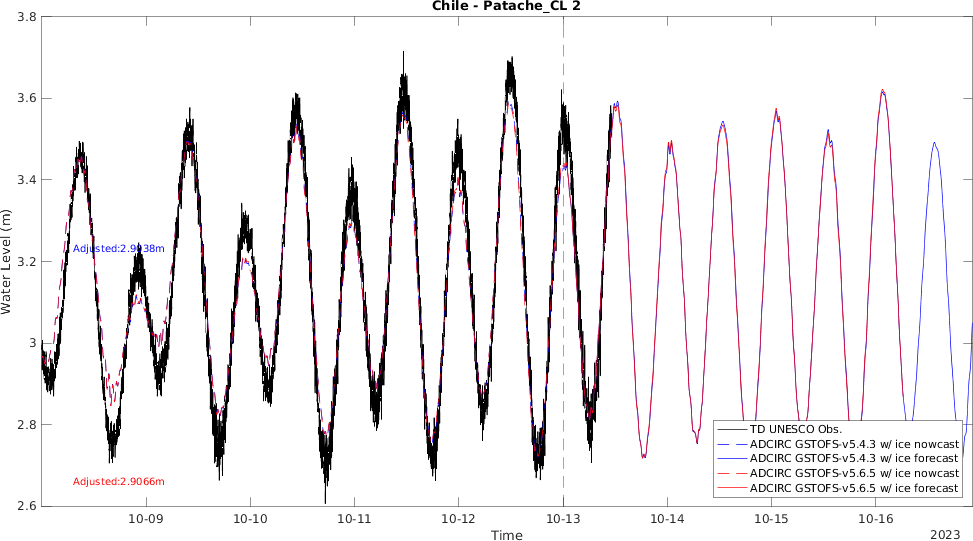 Chile - Patache_CL 2
3.8
3.6
3.4
3.2
3
2.8
2.6
Water Level (m)
Adjusted:2.9038m
Adjusted:2.9066m
TD UNESCO Obs.
ADCIRC GSTOFS-v5.4.3 w/ ice nowcast
ADCIRC GSTOFS-v5.4.3 w/ ice forecast
ADCIRC GSTOFS-v5.6.5 w/ ice nowcast
ADCIRC GSTOFS-v5.6.5 w/ ice forecast
10-09 10-10 10-11 10-12 10-13 10-14 10-15 10-16
Time
2023